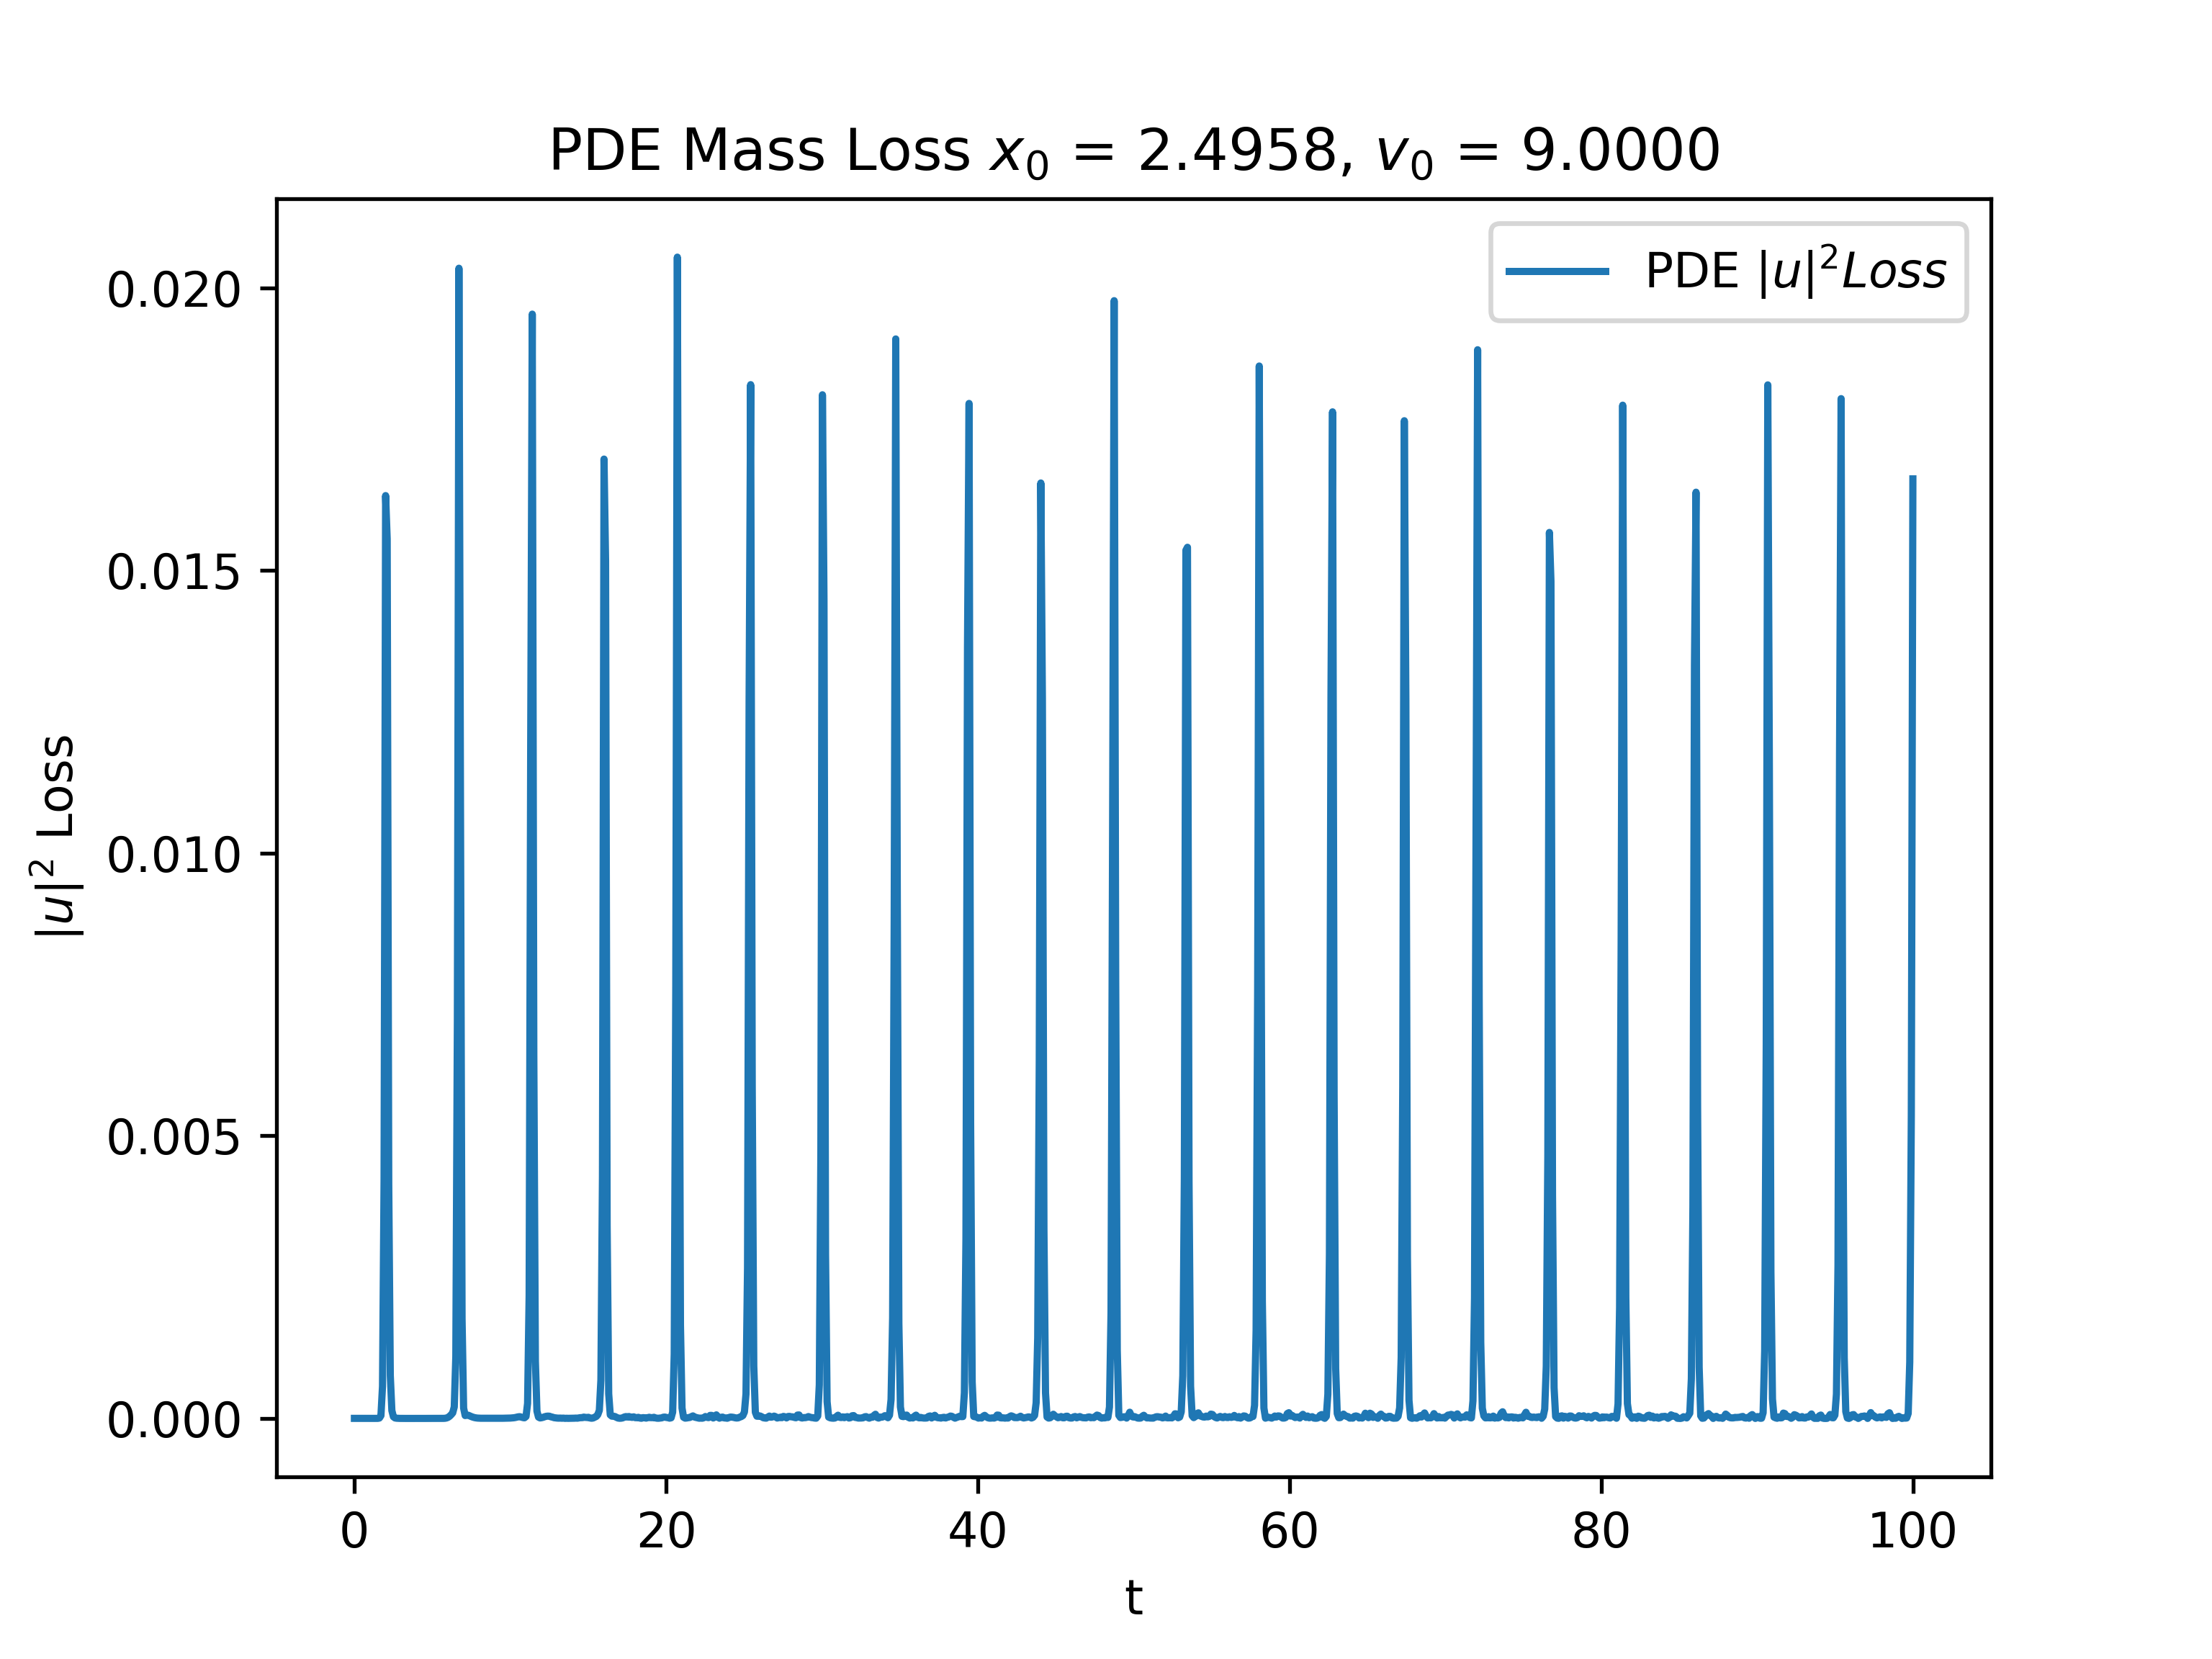 PDE Mass Loss x₀ = 2.4958, v₀ = 9.0000
PDE |u|²Loss
|u|² Loss
0.020
0.015
0.010
0.005
0.000
0 20 40 60 80 100
t